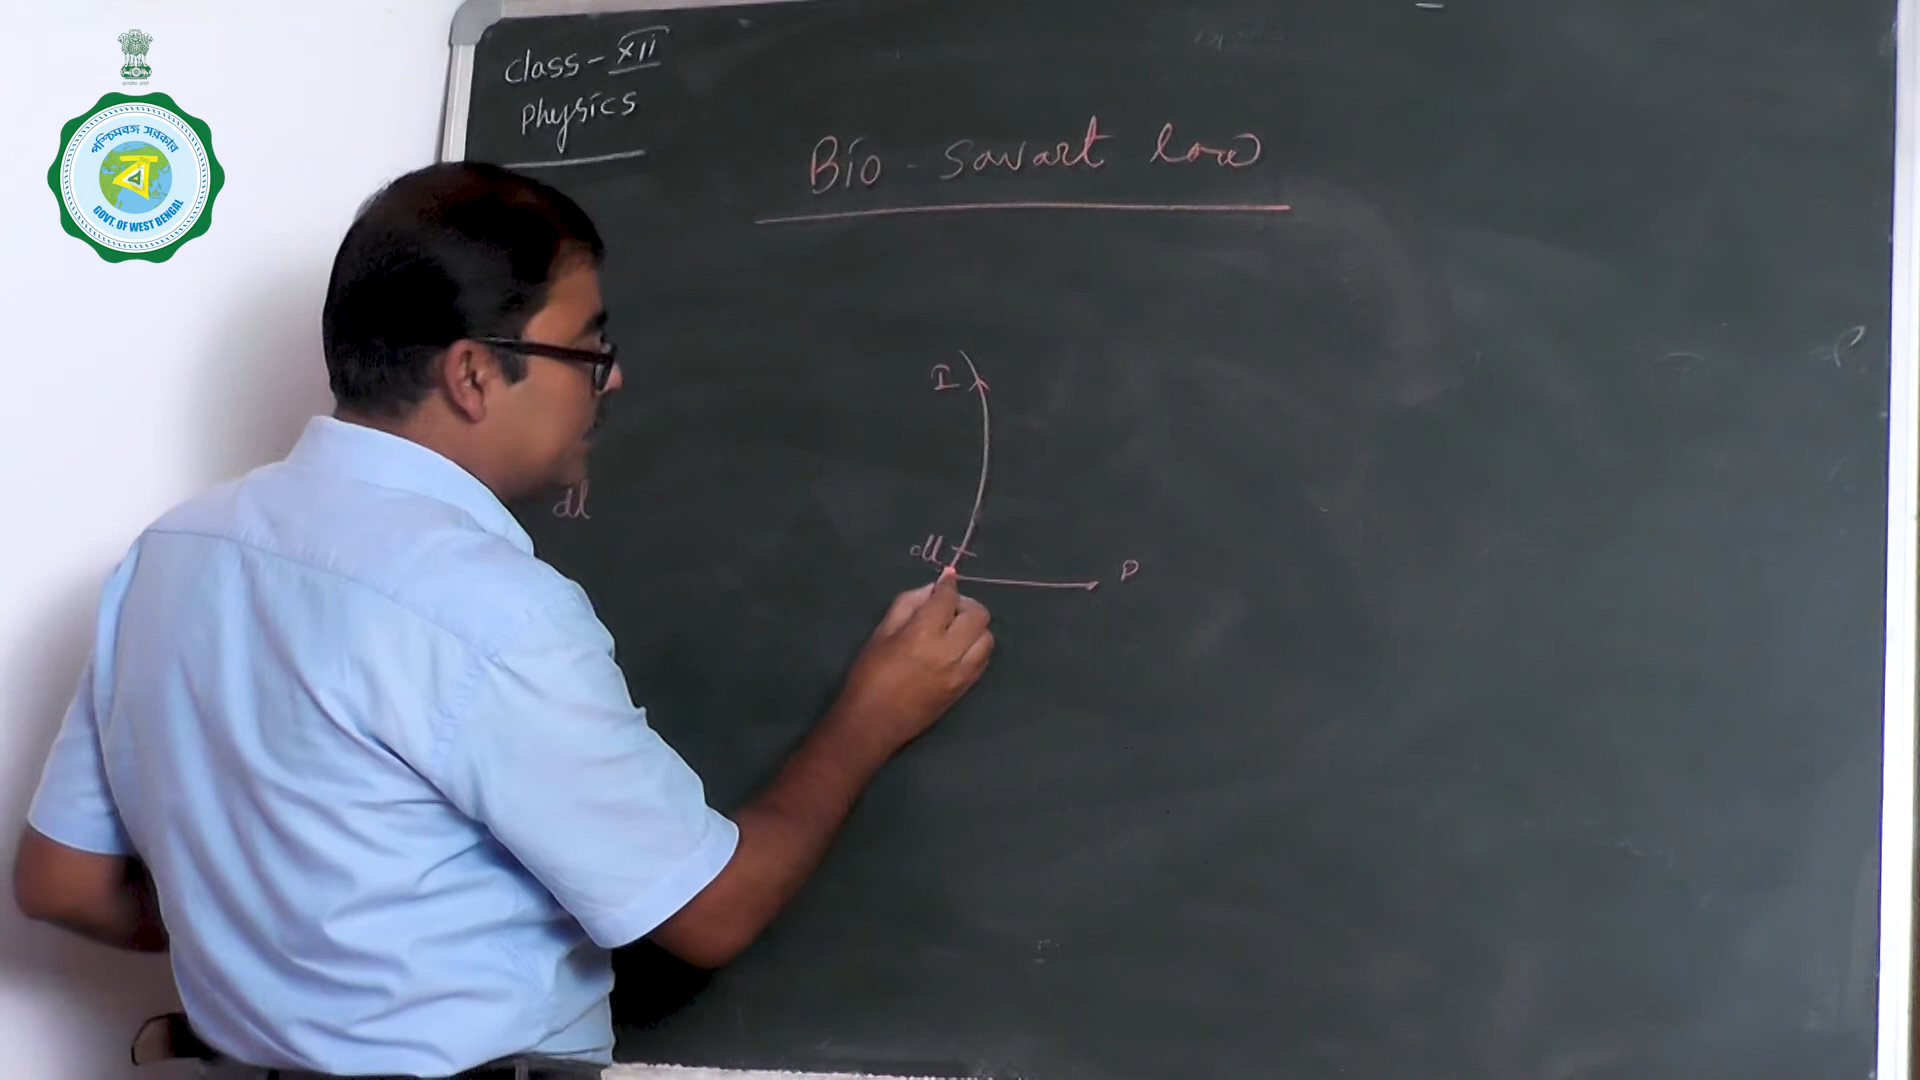 পশ্চিমবঙ্গ সরকার
ব
GOVT. OF WEST BENGAL
Class - XII
Physics
Bio - Savart law
I
dl
dl
P
P